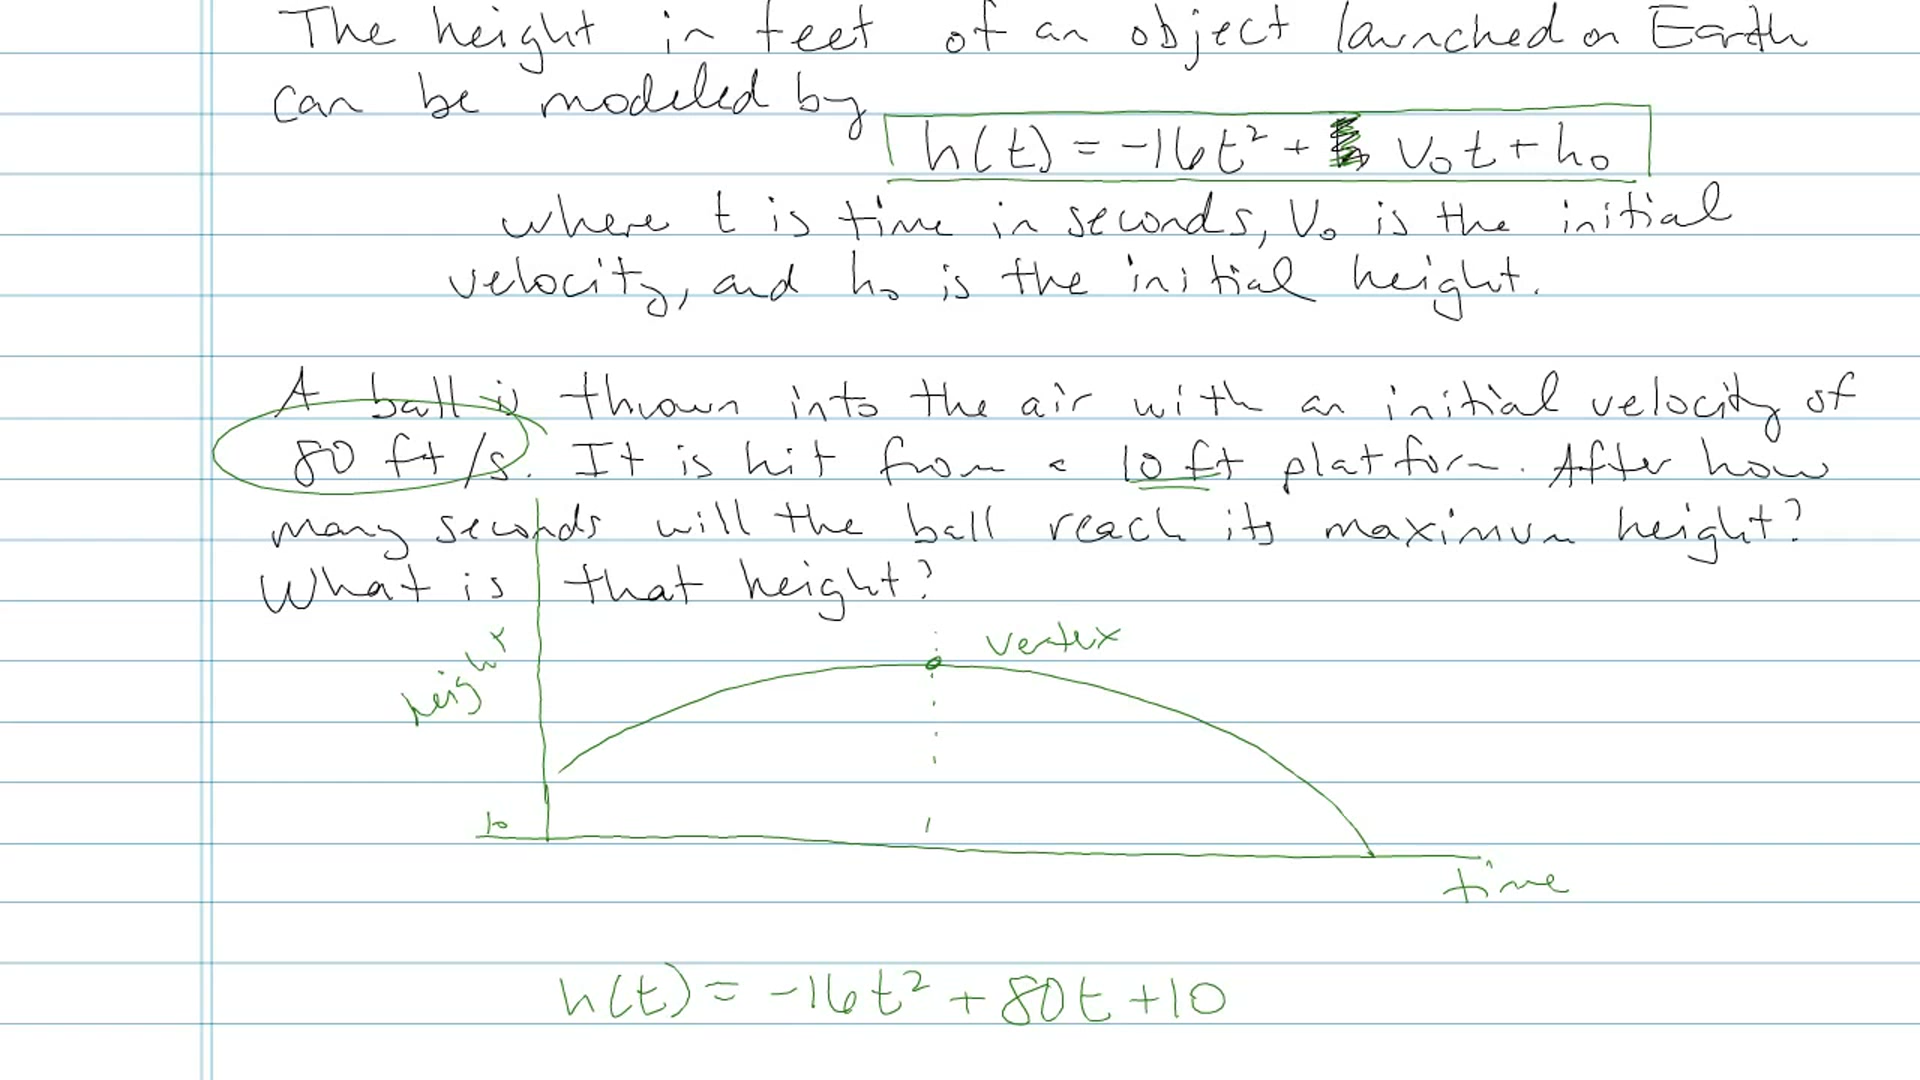 The height in feet of an object launched on Earth
can be modeled by
h(t) = -16t² + v₀t + h₀
where t is time in seconds, V₀ is the initial
velocity, and h₀ is the initial height.
A ball is thrown into the air with an initial velocity of
80 ft/s. It is hit from a 10 ft platform. After how
many seconds will the ball reach its maximum height?
What is that height?
vertex
height
10
time
h(t) = -16t² + 80t + 10